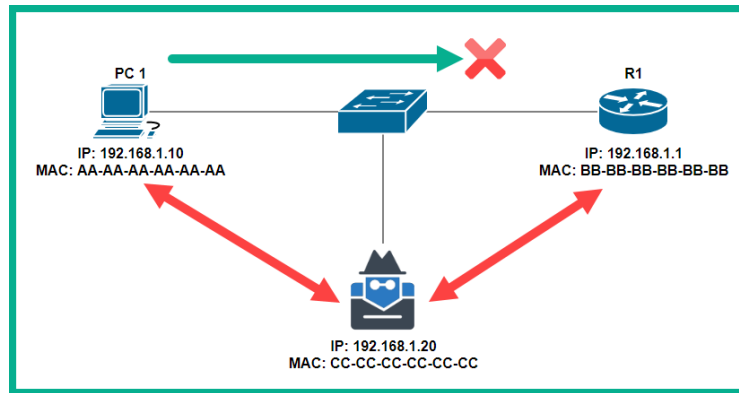 PC 1
R1
IP: 192.168.1.10
MAC: AA-AA-AA-AA-AA-AA
IP: 192.168.1.1
MAC: BB-BB-BB-BB-BB-BB
IP: 192.168.1.20
MAC: CC-CC-CC-CC-CC-CC